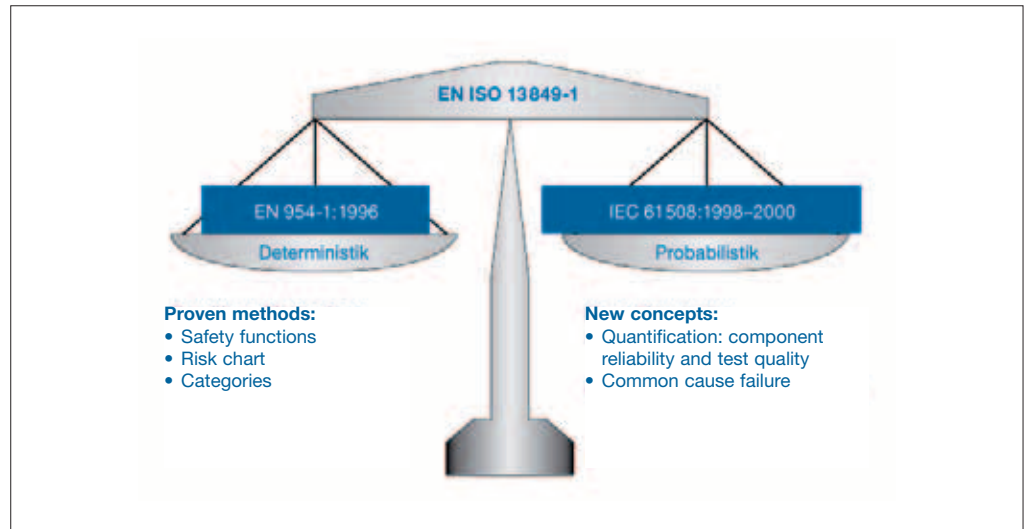 EN ISO 13849-1
EN 954-1:1996
Deterministik
IEC 61508:1998–2000
Probabilistik
Proven methods:
• Safety functions
• Risk chart
• Categories
New concepts:
• Quantification: component
reliability and test quality
• Common cause failure